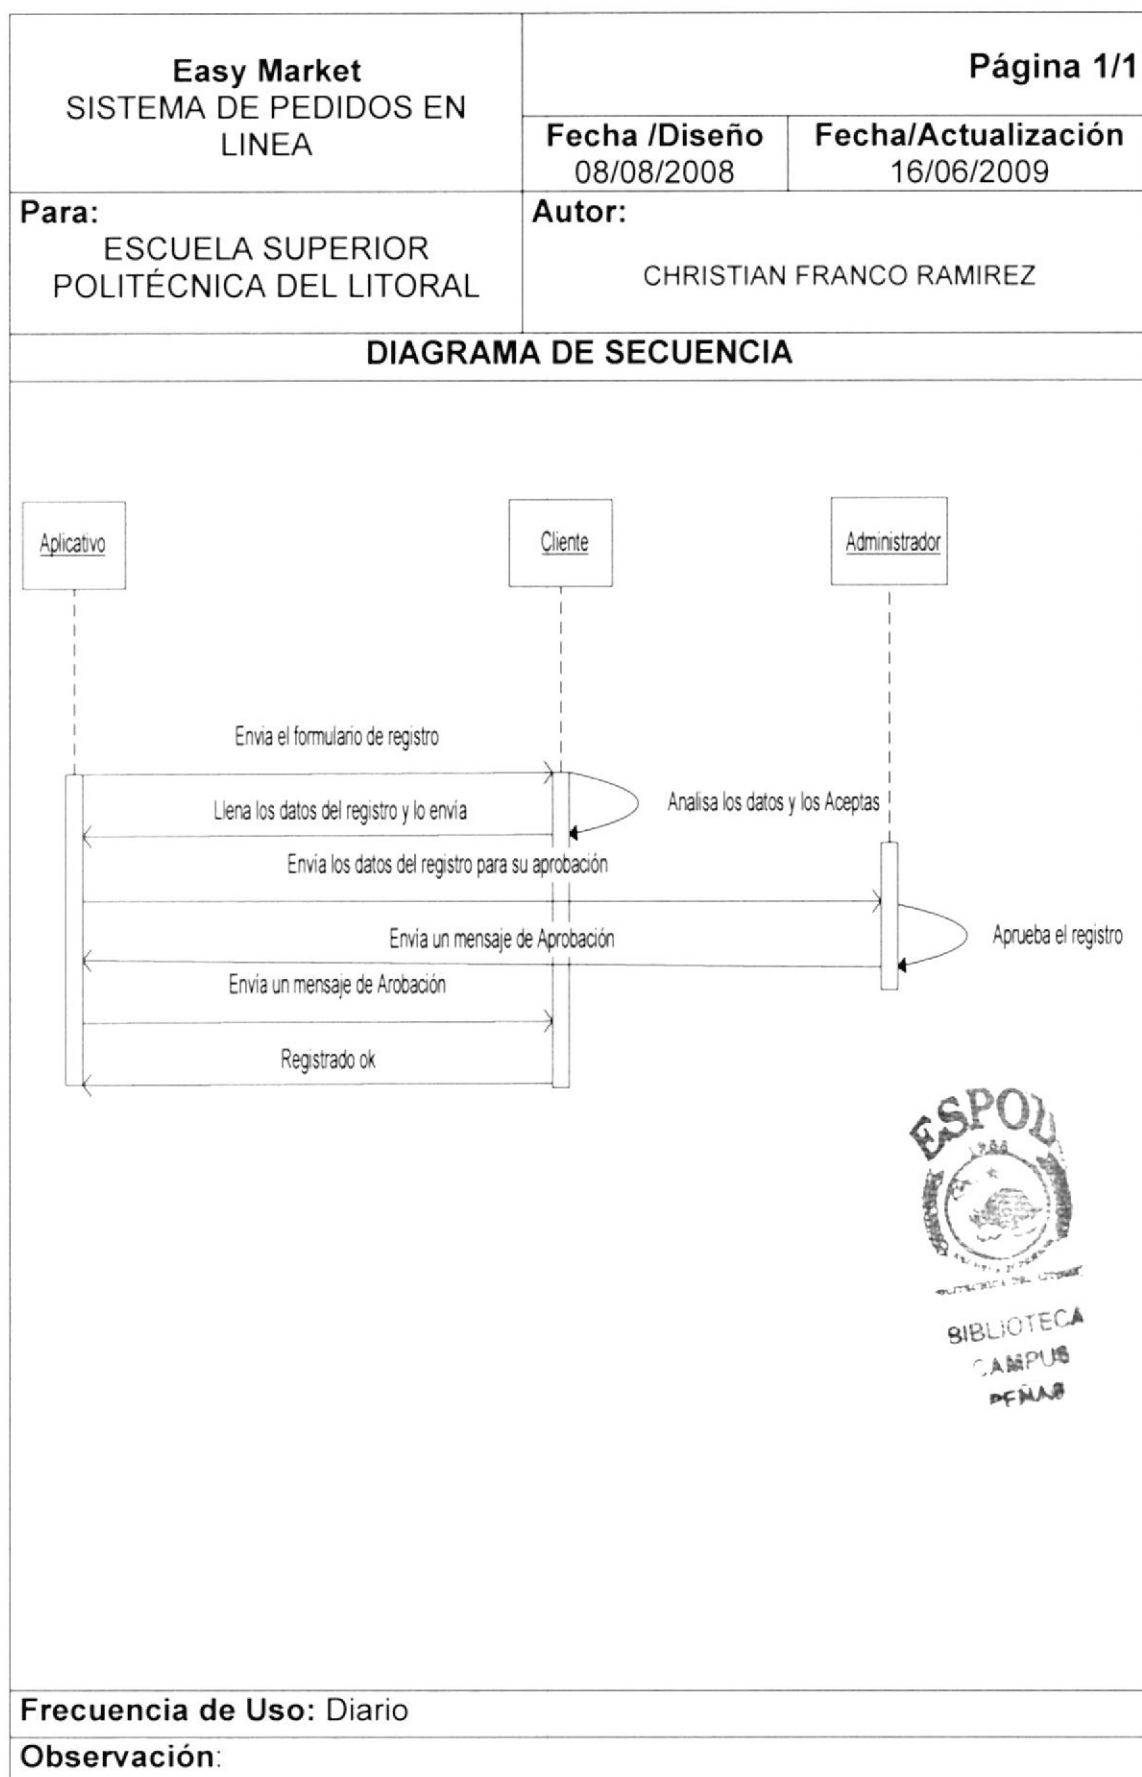 Easy Market
SISTEMA DE PEDIDOS EN
LINEA
Página 1/1
Fecha /Diseño
08/08/2008
Fecha/Actualización
16/06/2009
Para:
ESCUELA SUPERIOR
POLITÉCNICA DEL LITORAL
Autor:
CHRISTIAN FRANCO RAMIREZ
DIAGRAMA DE SECUENCIA
Aplicativo
Cliente
Administrador
Envia el formulario de registro
Llena los datos del registro y lo envía
Analisa los datos y los Aceptas
Envía los datos del registro para su aprobación
Envía un mensaje de Aprobación
Aprueba el registro
Envía un mensaje de Arobación
Registrado ok
ESPOL
POLITECNICA DEL LITORAL
BIBLIOTECA
CAMPUS
PEÑAS
Frecuencia de Uso: Diario
Observación: